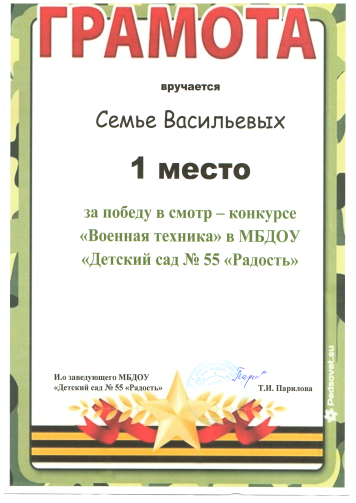 ГРАМОТА
вручается
Семье Васильевых
1 место
за победу в смотр – конкурсе
«Военная техника» в МБДОУ
«Детский сад № 55 «Радость»
И.о заведующего МБДОУ
«Детский сад № 55 «Радость»
Т.И. Парилова
Pedsovet.su